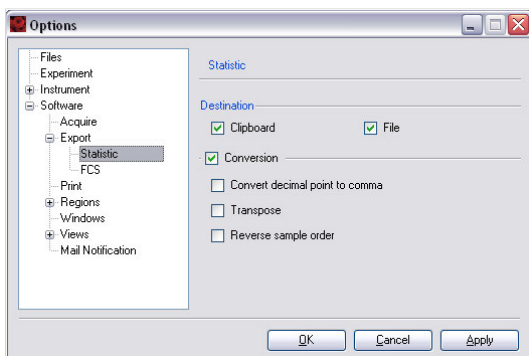 Options
Files
Experiment
Instrument
Software
Acquire
Export
Statistic
FCS
Print
Regions
Windows
Views
Mail Notification
Statistic
Destination
Clipboard File
Conversion
Convert decimal point to comma
Transpose
Reverse sample order
OK Cancel Apply